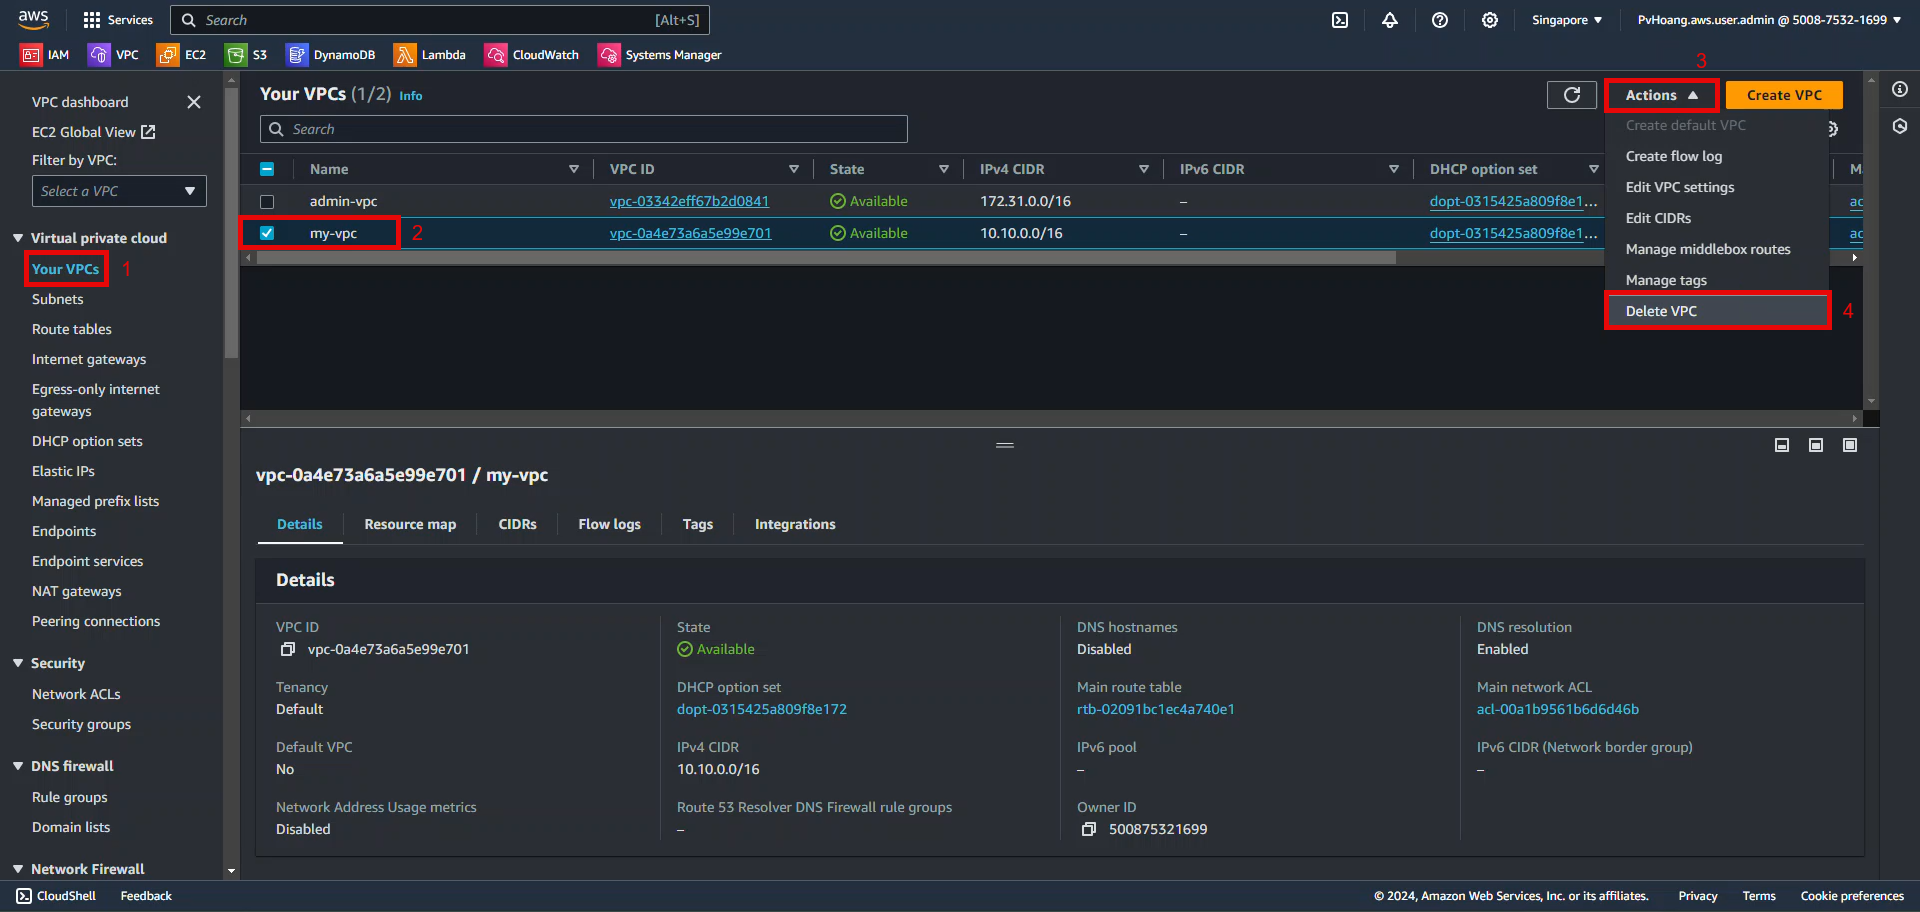 aws
Services
Search
[Alt+S]
Singapore
PvHoang.aws.user.admin @ 5008-7532-1699
IAM
VPC
EC2
S3
DynamoDB
Lambda
CloudWatch
Systems Manager
VPC dashboard
EC2 Global View
Filter by VPC:
Select a VPC
Virtual private cloud
Your VPCs
1
Subnets
Route tables
Internet gateways
Egress-only internet
gateways
DHCP option sets
Elastic IPs
Managed prefix lists
Endpoints
Endpoint services
NAT gateways
Peering connections
Security
Network ACLs
Security groups
DNS firewall
Rule groups
Domain lists
Network Firewall
Your VPCs (1/2) Info
3
Actions
Create VPC
Search
Create default VPC
Create flow log
Edit VPC settings
Edit CIDRs
Manage middlebox routes
Manage tags
Delete VPC
4
Name
VPC ID
State
IPv4 CIDR
IPv6 CIDR
DHCP option set
admin-vpc
vpc-03342eff67b2d0841
Available
172.31.0.0/16
–
dopt-0315425a809f8e1...
ac
my-vpc
2
vpc-0a4e73a6a5e99e701
Available
10.10.0.0/16
–
dopt-0315425a809f8e1...
ac
vpc-0a4e73a6a5e99e701 / my-vpc
Details
Resource map
CIDRs
Flow logs
Tags
Integrations
Details
VPC ID
vpc-0a4e73a6a5e99e701
State
Available
DNS hostnames
Disabled
DNS resolution
Enabled
Tenancy
Default
DHCP option set
dopt-0315425a809f8e172
Main route table
rtb-02091bc1ec4a740e1
Main network ACL
acl-00a1b9561b6d6d46b
Default VPC
No
IPv4 CIDR
10.10.0.0/16
IPv6 pool
–
IPv6 CIDR (Network border group)
–
Network Address Usage metrics
Disabled
Route 53 Resolver DNS Firewall rule groups
–
Owner ID
500875321699
CloudShell
Feedback
© 2024, Amazon Web Services, Inc. or its affiliates.
Privacy
Terms
Cookie preferences